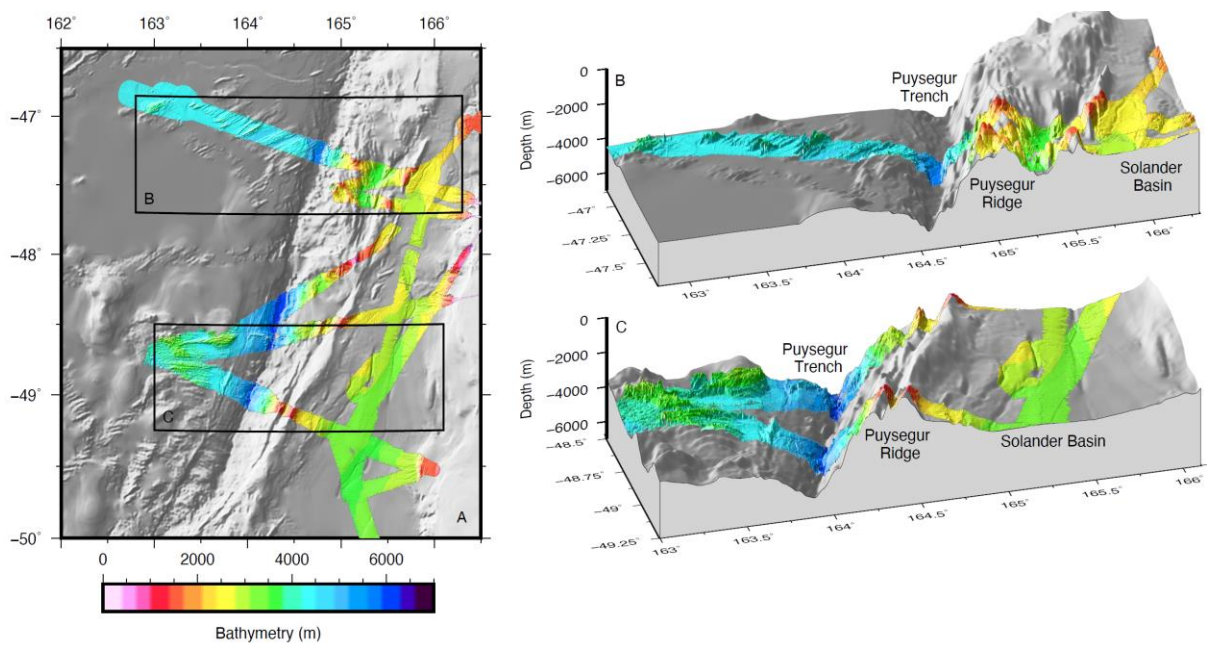 162° 163° 164° 165° 166°
-47°
-48°
-49°
-50°
B
C
A
0 2000 4000 6000
Bathymetry (m)
B
Puysegur
Trench
0
-2000
-4000
-6000
Depth (m)
-47°
-47.25°
-47.5°
163° 163.5° 164° 164.5° 165° 165.5° 166°
Puysegur
Ridge
Solander
Basin
C
Puysegur
Trench
0
-2000
-4000
-6000
Depth (m)
-48.5°
-48.75°
-49°
-49.25°
163° 163.5° 164° 164.5° 165° 165.5° 166°
Puysegur
Ridge
Solander Basin